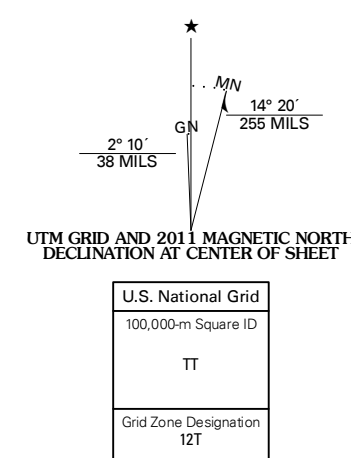 ★
MN
GN
14° 20´
255 MILS
2° 10´
38 MILS
UTM GRID AND 2011 MAGNETIC NORTH
DECLINATION AT CENTER OF SHEET
U.S. National Grid
100,000-m Square ID
TT
Grid Zone Designation
12T